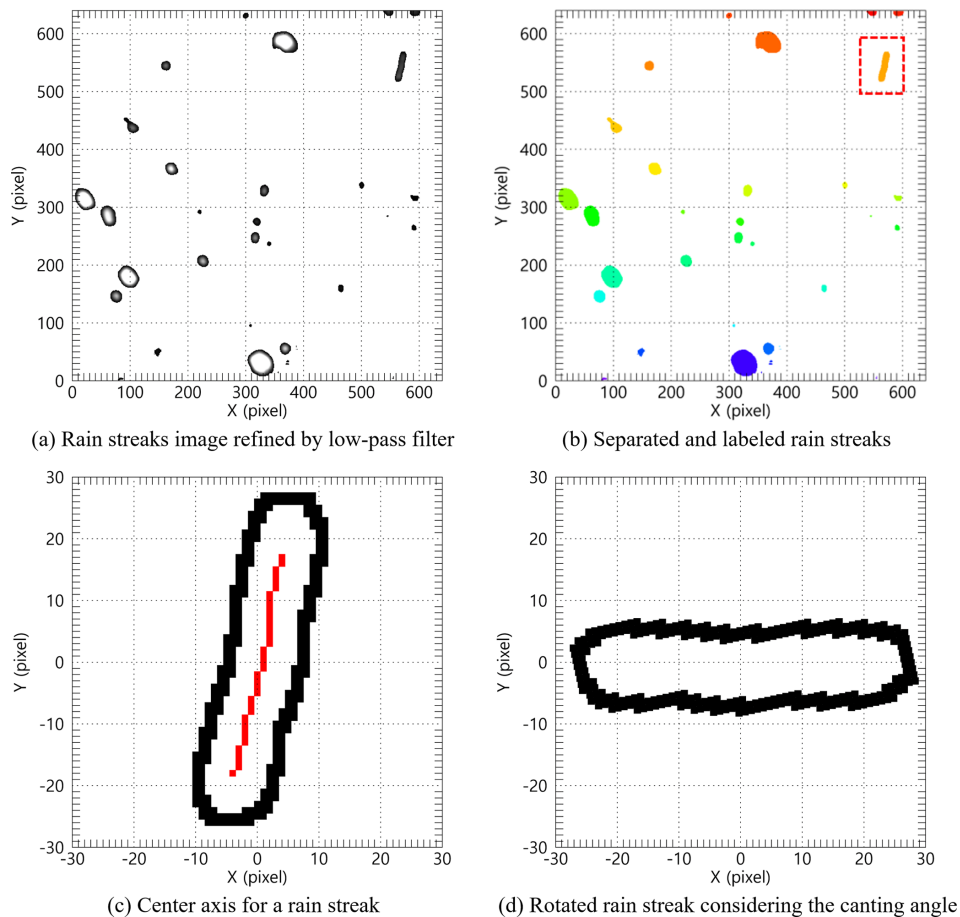 600
500
400
300
200
100
0
Y (pixel)
0 100 200 300 400 500 600
X (pixel)
(a) Rain streaks image refined by low-pass filter
600
500
400
300
200
100
0
Y (pixel)
0 100 200 300 400 500 600
X (pixel)
(b) Separated and labeled rain streaks
30
20
10
0
-10
-20
-30
Y (pixel)
-30 -20 -10 0 10 20 30
X (pixel)
(c) Center axis for a rain streak
30
20
10
0
-10
-20
-30
Y (pixel)
-30 -20 -10 0 10 20 30
X (pixel)
(d) Rotated rain streak considering the canting angle